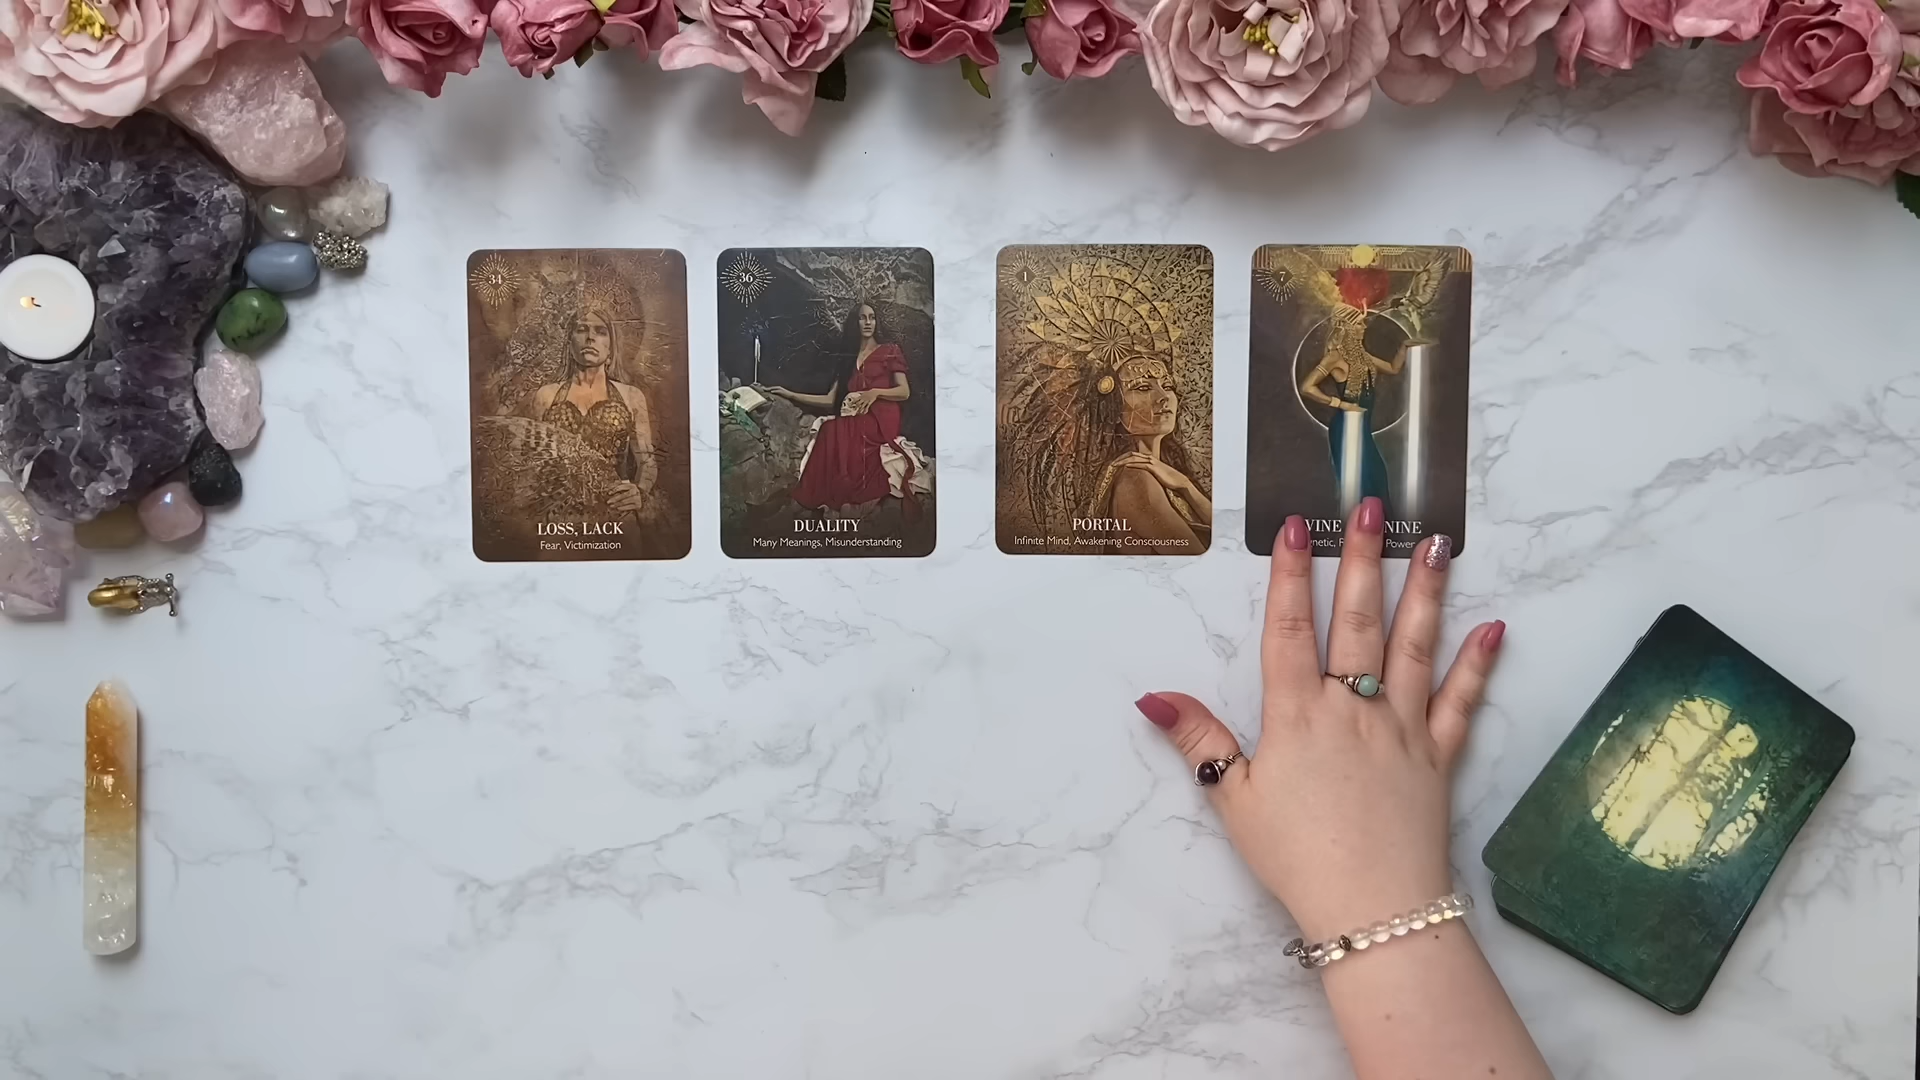 34
LOSS, LACK
Fear, Victimization
36
DUALITY
Many Meanings, Misunderstanding
1
PORTAL
Infinite Mind, Awakening Consciousness
7
VINE NINE
netic, Power